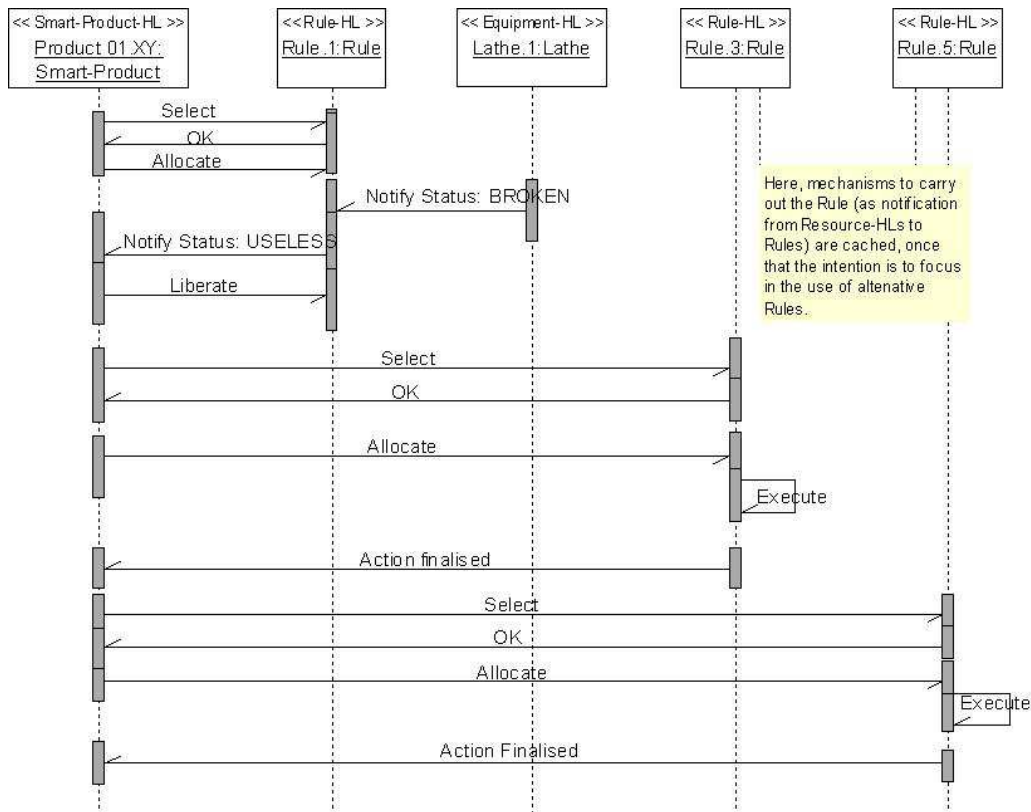 << Smart-Product-HL >>
Product 01.XY:
Smart-Product
<<Rule-HL >>
Rule.1:Rule
<< Equipment-HL >>
Lathe.1:Lathe
<< Rule-HL >>
Rule.3:Rule
<< Rule-HL >>
Rule.5:Rule
Select
OK
Allocate
Notify Status: BROKEN
Notify Status: USELESS
Liberate
Here, mechanisms to carry
out the Rule (as notification
from Resource-HLs to
Rules) are cached, once
that the intention is to focus
in the use of altenative
Rules.
Select
OK
Allocate
Execute
Action finalised
Select
OK
Allocate
Execute
Action Finalised